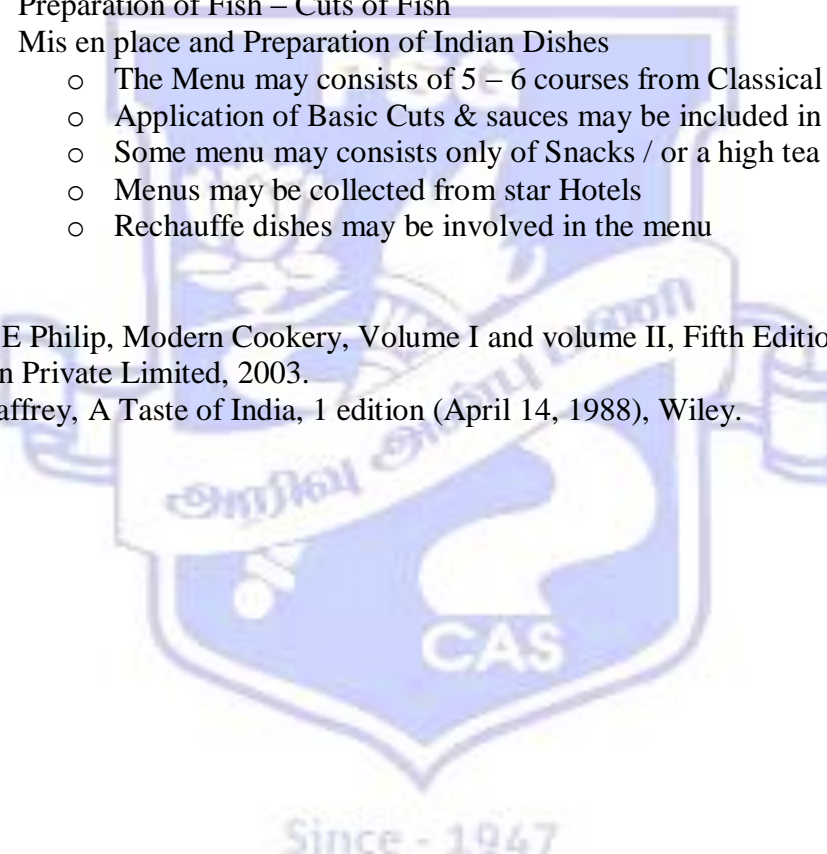 Preparation of Fish – Cuts of Fish
Mis en place and Preparation of Indian Dishes
o The Menu may consists of 5 – 6 courses from Classical
o Application of Basic Cuts & sauces may be included in
o Some menu may consists only of Snacks / or a high tea
o Menus may be collected from star Hotels
o Rechauffe dishes may be involved in the menu
E Philip, Modern Cookery, Volume I and volume II, Fifth Editio
n Private Limited, 2003.
affrey, A Taste of India, 1 edition (April 14, 1988), Wiley.
அறிவு அன்பு பணி
CAS
Since - 1947